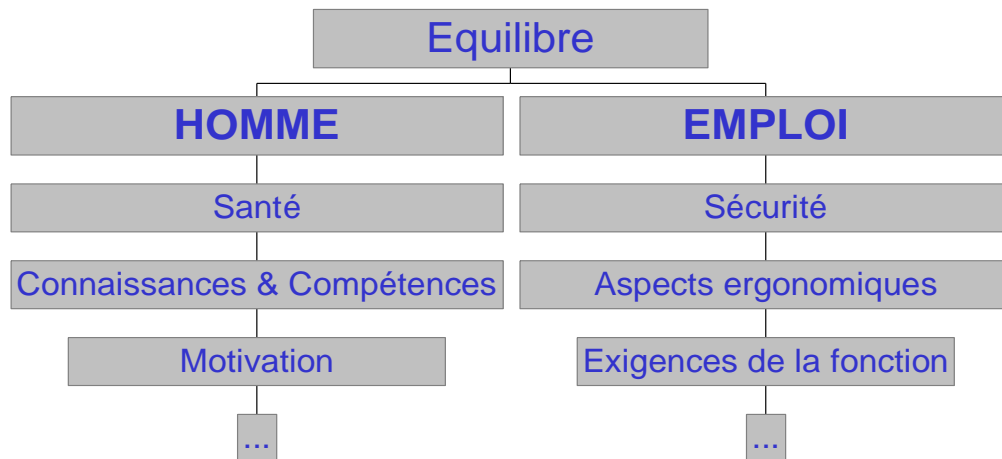 Equilibre
HOMME
EMPLOI
Santé
Sécurité
Connaissances & Compétences
Aspects ergonomiques
Motivation
Exigences de la fonction
...
...